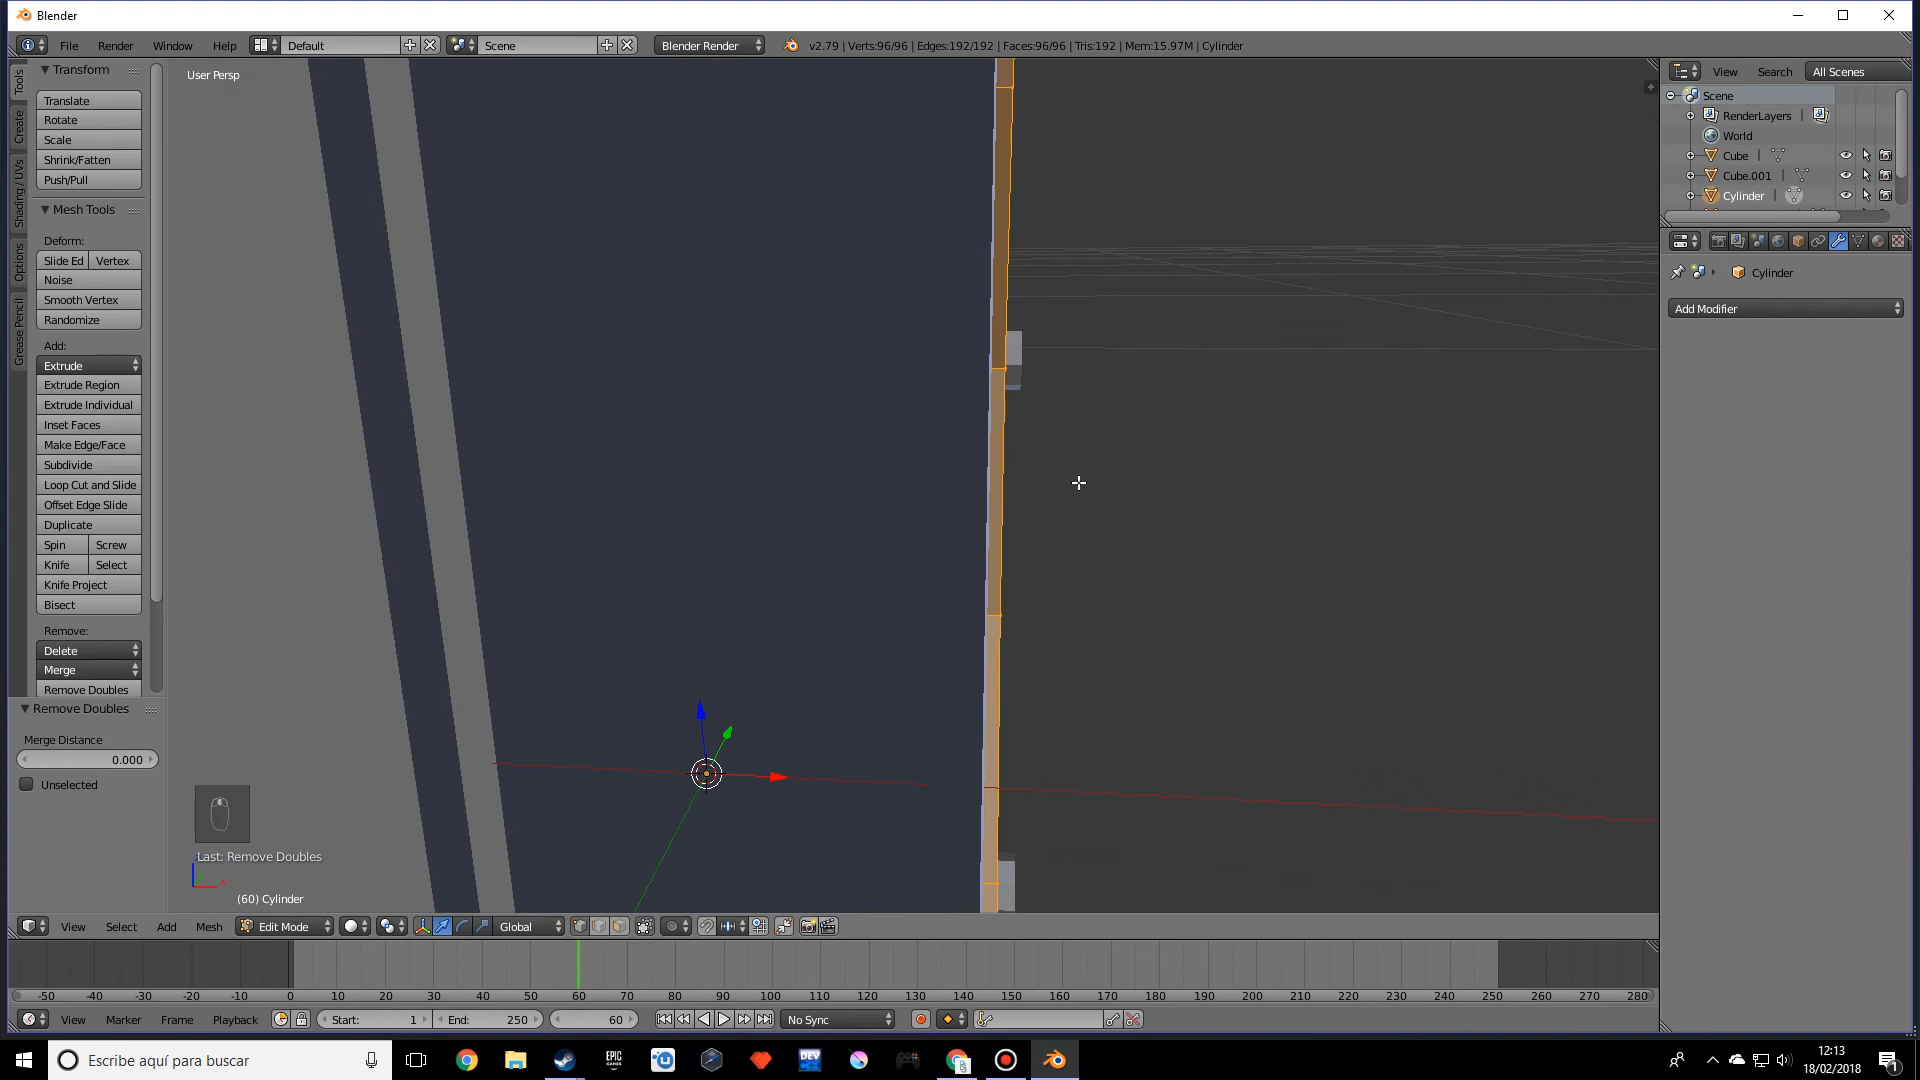 Blender
File Render Window Help Default Scene Blender Render v2.79 | Verts:96/96 | Edges:192/192 | Faces:96/96 | Tris:192 | Mem:15.97M | Cylinder
Tools
Create
Shading / UVs
Options
Grease Pencil
Transform
Translate
Rotate
Scale
Shrink/Fatten
Push/Pull
Mesh Tools
Deform:
Slide Ed Vertex
Noise
Smooth Vertex
Randomize
Add:
Extrude
Extrude Region
Extrude Individual
Inset Faces
Make Edge/Face
Subdivide
Loop Cut and Slide
Offset Edge Slide
Duplicate
Spin Screw
Knife Select
Knife Project
Bisect
Remove:
Delete
Merge
Remove Doubles
Remove Doubles
Merge Distance
0.000
Unselected
User Persp
Last: Remove Doubles
(60) Cylinder
View Search All Scenes
Scene
RenderLayers
World
Cube
Cube.001
Cylinder
Cylinder
Add Modifier
View Select Add Mesh Edit Mode Global
-50 -40 -30 -20 -10 0 10 20 30 40 50 60 70 80 90 100 110 120 130 140 150 160 170 180 190 200 210 220 230 240 250 260 270 280
View Marker Frame Playback Start: 1 End: 250 60 No Sync
Escribe aquí para buscar
EPIC GAMES
DEV
12:13
18/02/2018
1